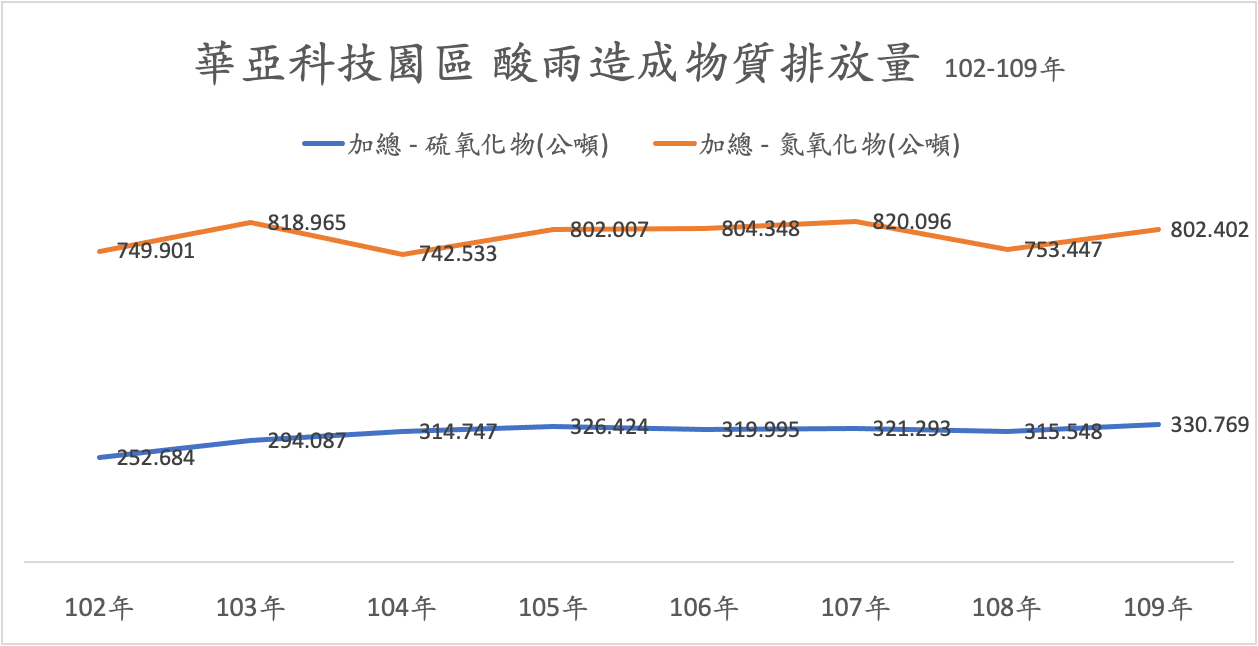 華亞科技園區 酸雨造成物質排放量 102-109年
加總 - 硫氧化物(公噸) 加總 - 氮氧化物(公噸)
749.901 818.965 742.533 802.007 804.348 820.096 753.447 802.402
252.684 294.087 314.747 326.424 319.995 321.293 315.548 330.769
102年 103年 104年 105年 106年 107年 108年 109年